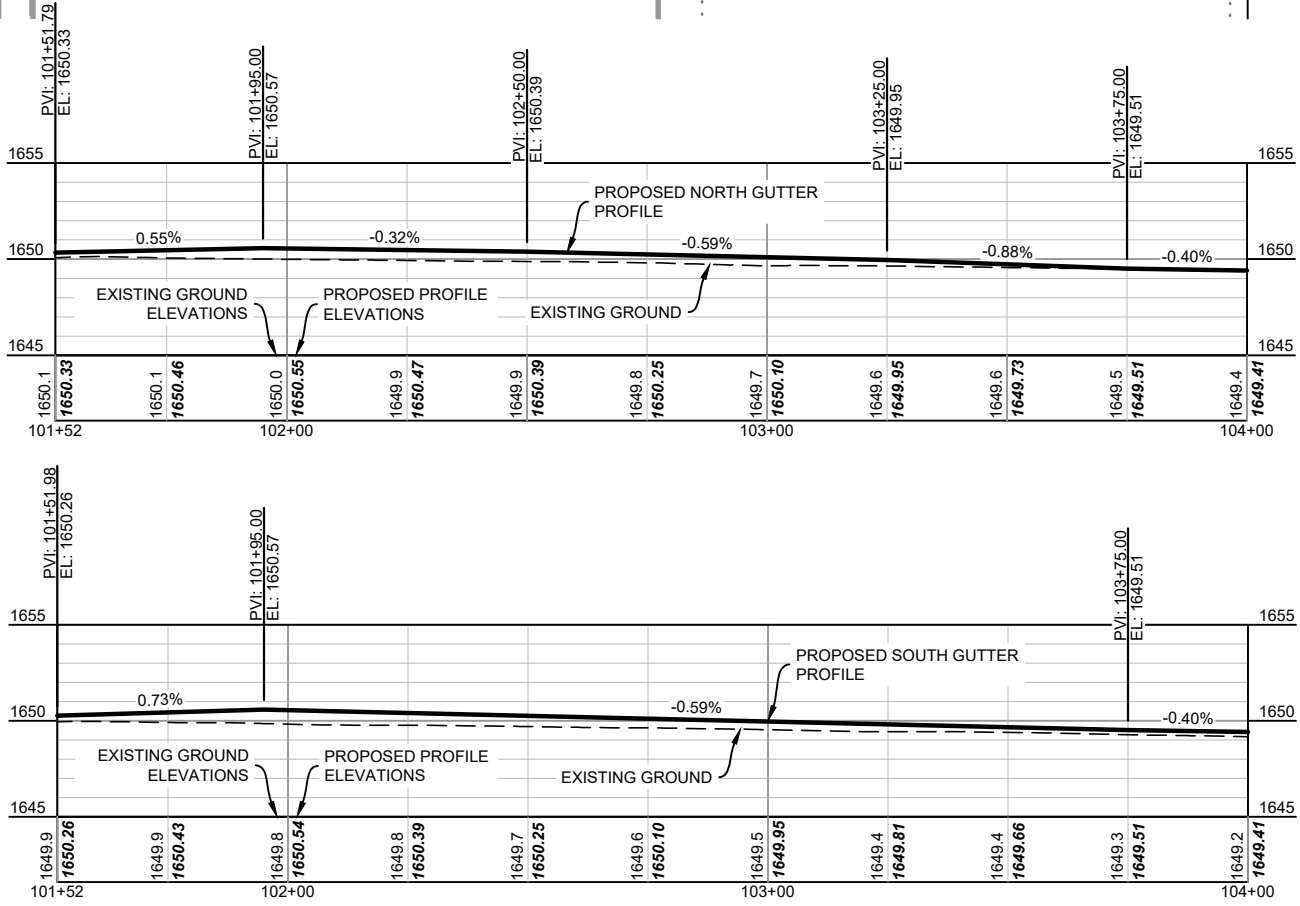 PVI: 101+51.79
EL: 1650.33
PVI: 101+95.00
EL: 1650.57
PVI: 102+50.00
EL: 1650.39
PVI: 103+25.00
EL: 1649.95
PVI: 103+75.00
EL: 1649.51
1655
1655
PROPOSED NORTH GUTTER
PROFILE
0.55%
-0.32%
-0.59%
-0.88%
-0.40%
1650
1650
EXISTING GROUND
ELEVATIONS
PROPOSED PROFILE
ELEVATIONS
EXISTING GROUND
1645
1645
1650.1
1650.33
1650.1
1650.46
1650.0
1650.55
1649.9
1650.47
1649.9
1650.39
1649.8
1650.25
1649.7
1650.10
1649.6
1649.95
1649.6
1649.73
1649.5
1649.51
1649.4
1649.41
101+52
102+00
103+00
104+00
PVI: 101+51.98
EL: 1650.26
PVI: 101+95.00
EL: 1650.57
PVI: 103+75.00
EL: 1649.51
1655
1655
PROPOSED SOUTH GUTTER
PROFILE
0.73%
-0.59%
-0.40%
1650
1650
EXISTING GROUND
ELEVATIONS
PROPOSED PROFILE
ELEVATIONS
EXISTING GROUND
1645
1645
1649.9
1650.26
1649.9
1650.43
1649.8
1650.54
1649.8
1650.39
1649.7
1650.25
1649.6
1650.10
1649.5
1649.95
1649.4
1649.81
1649.4
1649.66
1649.3
1649.51
1649.2
1649.41
101+52
102+00
103+00
104+00